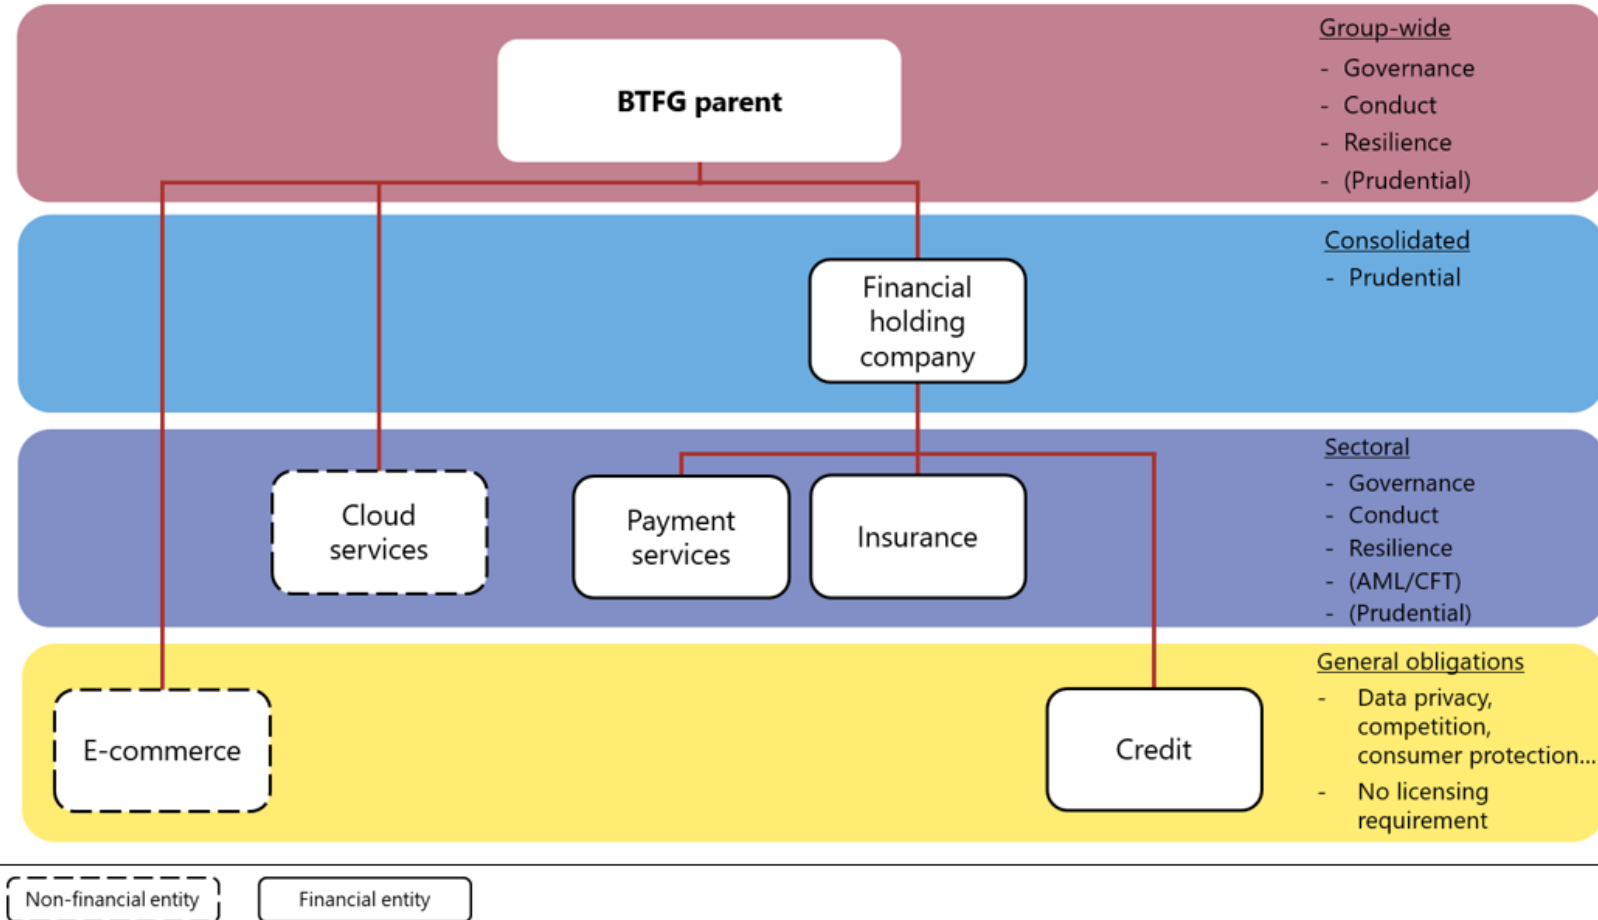 Group-wide
- Governance
- Conduct
- Resilience
- (Prudential)
BTFG parent
Consolidated
- Prudential
Financial
holding
company
Sectoral
- Governance
- Conduct
- Resilience
- (AML/CFT)
- (Prudential)
Cloud
services
Payment
services
Insurance
General obligations
- Data privacy,
competition,
consumer protection...
- No licensing
requirement
E-commerce
Credit
Non-financial entity
Financial entity